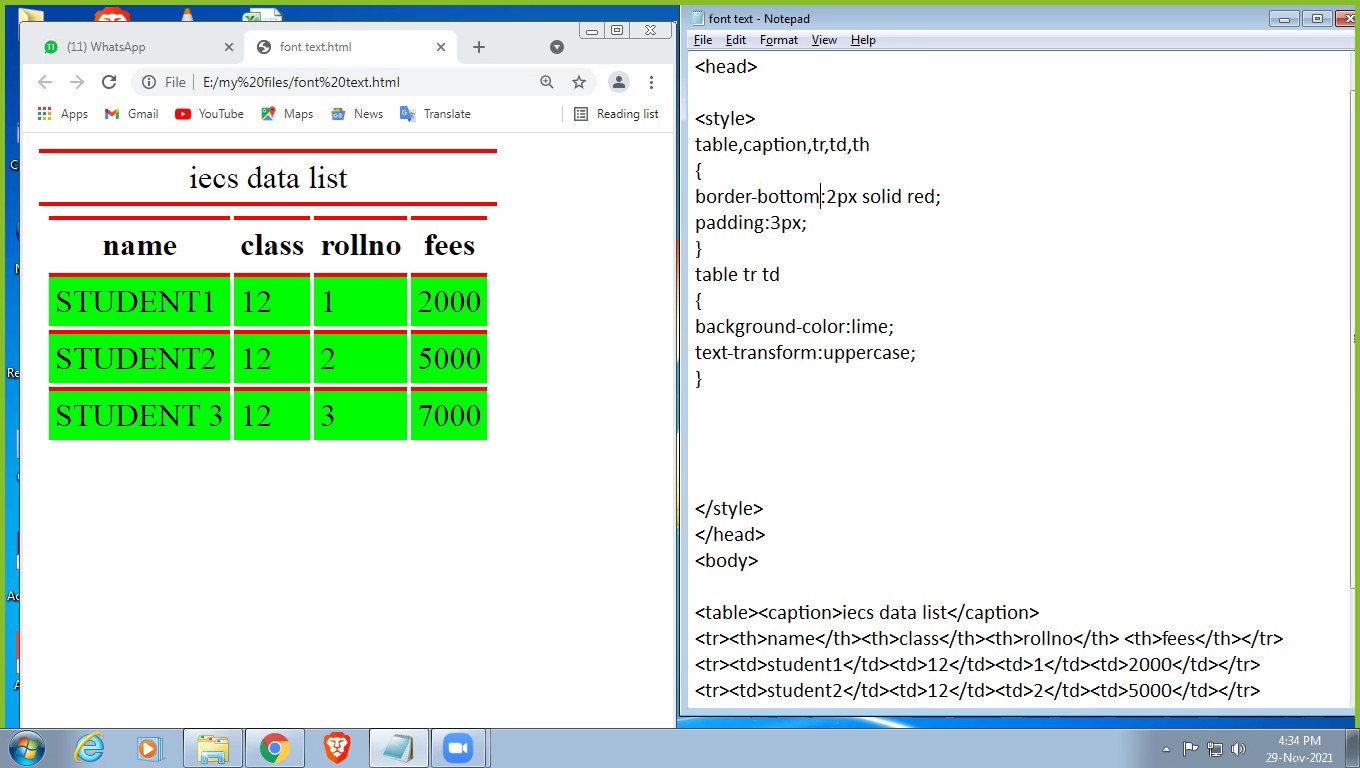 (11) WhatsApp
font text.html
File
E:/my%20files/font%20text.html
Apps
Gmail
YouTube
Maps
News
Translate
Reading list
iecs data list
name class rollno fees
STUDENT1 12 1 2000
STUDENT2 12 2 5000
STUDENT 3 12 3 7000
font text - Notepad
File Edit Format View Help
<head>
<style>
table,caption,tr,td,th
{
border-bottom:2px solid red;
padding:3px;
}
table tr td
{
background-color:lime;
text-transform:uppercase;
}
</style>
</head>
<body>
<table><caption>iecs data list</caption>
<tr><th>name</th><th>class</th><th>rollno</th> <th>fees</th></tr>
<tr><td>student1</td><td>12</td><td>1</td><td>2000</td></tr>
<tr><td>student2</td><td>12</td><td>2</td><td>5000</td></tr>
4:34 PM
29-Nov-2021